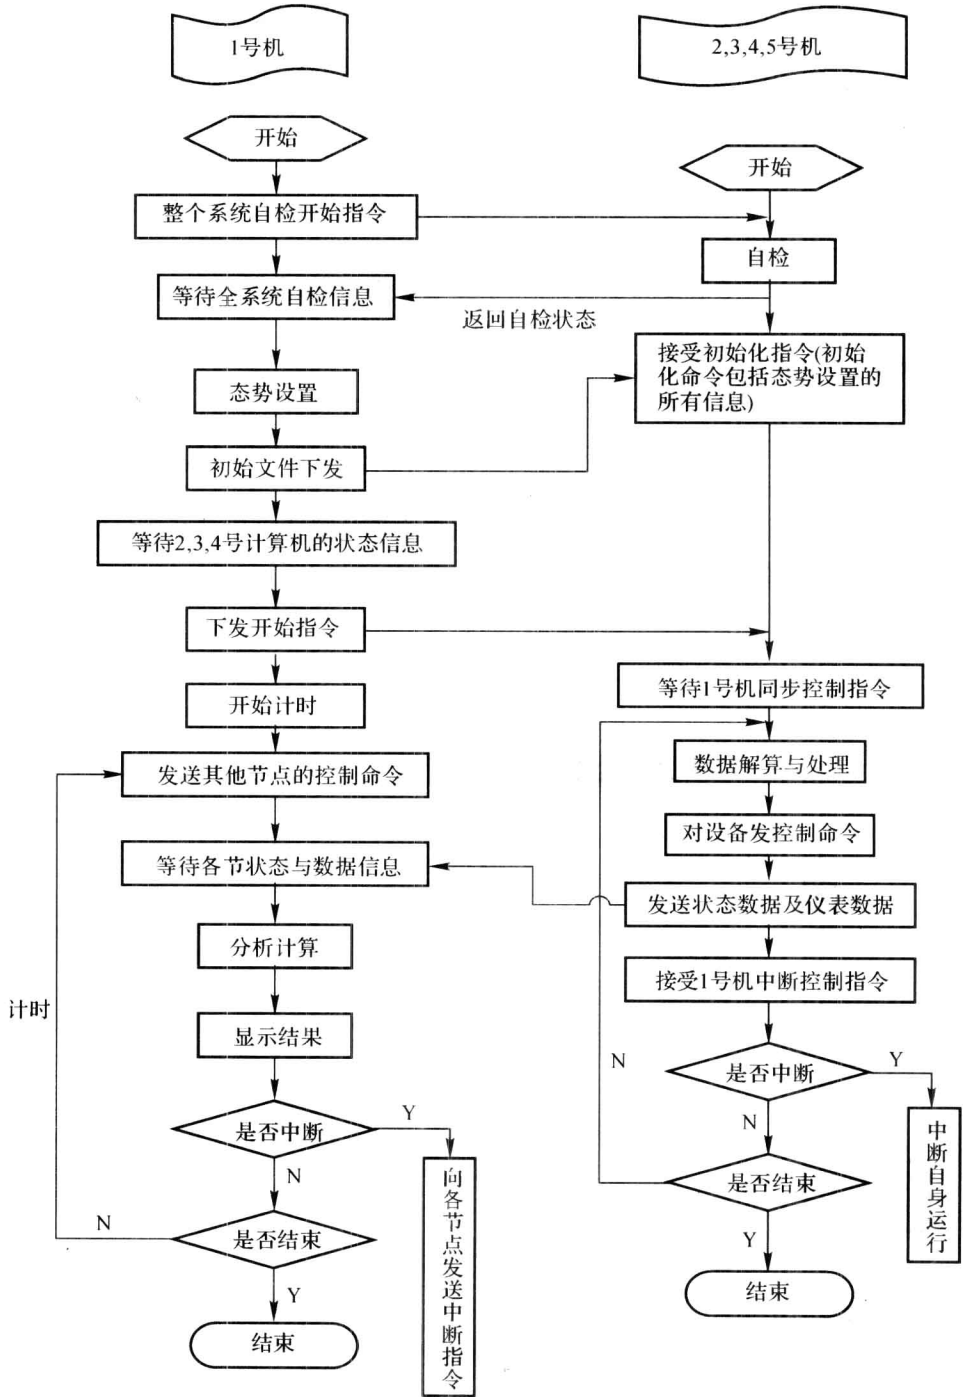 1号机
2,3,4,5号机
开始
开始
整个系统自检开始指令
自检
等待全系统自检信息
返回自检状态
接受初始化指令(初始
化命令包括态势设置的
所有信息)
态势设置
初始文件下发
等待2,3,4号计算机的状态信息
下发开始指令
等待1号机同步控制指令
开始计时
数据解算与处理
发送其他节点的控制命令
对设备发控制命令
等待各节状态与数据信息
发送状态数据及仪表数据
分析计算
接受1号机中断控制指令
计时
显示结果
N
是否中断
Y
是否中断
Y
N
中断自身运行
N
是否结束
向各节点发送中断指令
N
是否结束
Y
Y
结束
结束